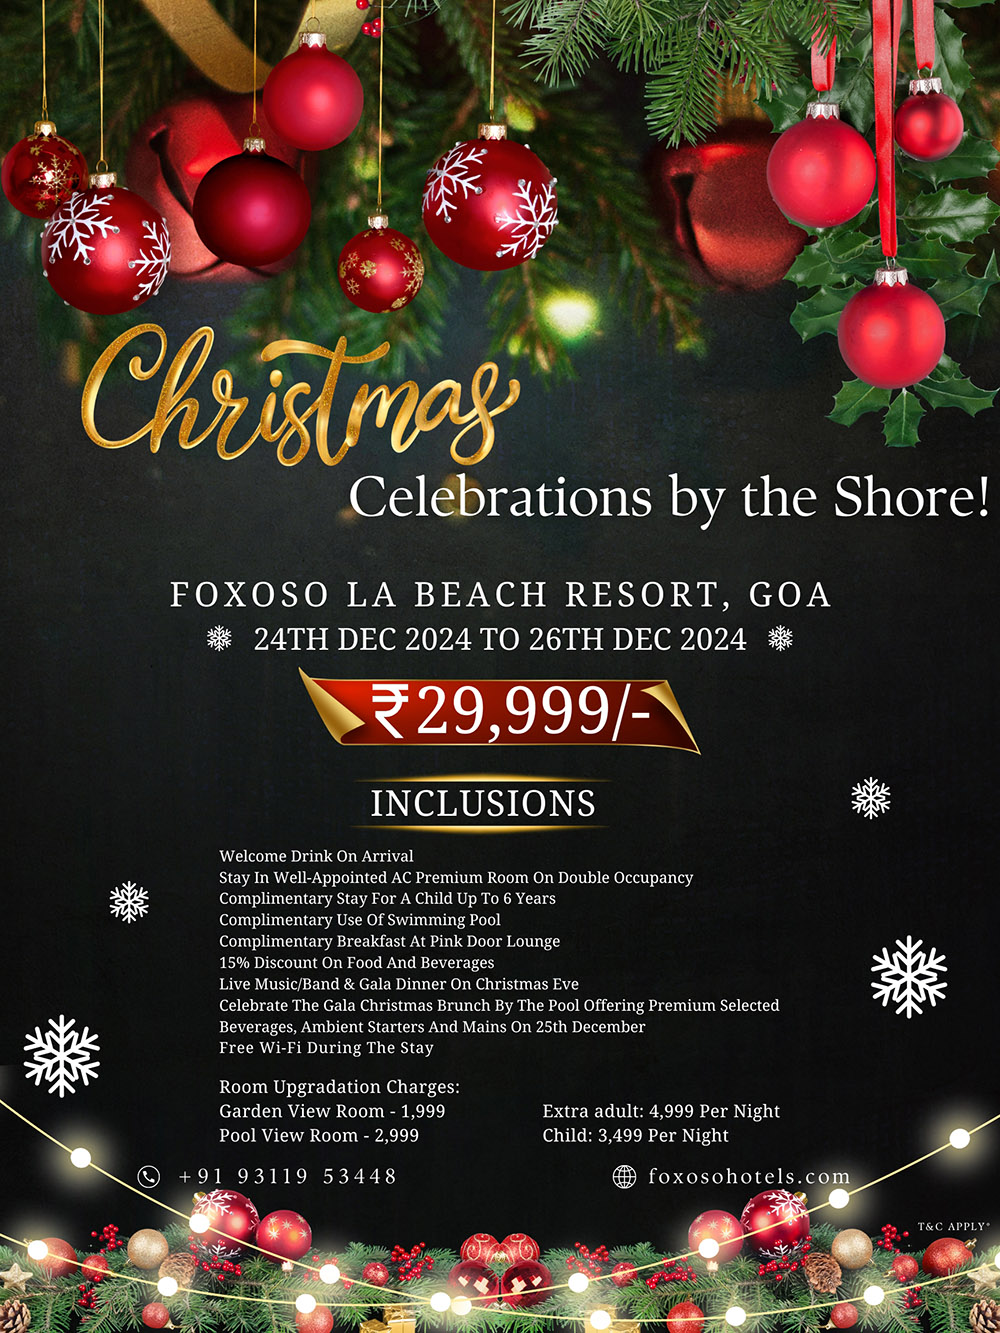 Christmas
Celebrations by the Shore!
FOXOSO LA BEACH RESORT, GOA
24TH DEC 2024 TO 26TH DEC 2024
₹29,999/-
INCLUSIONS
Welcome Drink On Arrival
Stay In Well-Appointed AC Premium Room On Double Occupancy
Complimentary Stay For A Child Up To 6 Years
Complimentary Use Of Swimming Pool
Complimentary Breakfast At Pink Door Lounge
15% Discount On Food And Beverages
Live Music/Band & Gala Dinner On Christmas Eve
Celebrate The Gala Christmas Brunch By The Pool Offering Premium Selected
Beverages, Ambient Starters And Mains On 25th December
Free Wi-Fi During The Stay
Room Upgradation Charges:
Garden View Room - 1,999
Pool View Room - 2,999
Extra adult: 4,999 Per Night
Child: 3,499 Per Night
+91 93119 53448
foxosohotels.com
T&C APPLY*